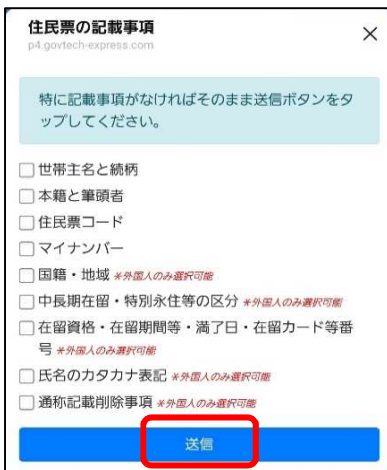 住民票の記載事項
p4.govtech-express.com
特に記載事項がなければそのまま送信ボタンをタ
ップしてください。
世帯主名と続柄
本籍と筆頭者
住民票コード
マイナンバー
国籍・地域 *外国人のみ選択可能
中長期在留・特別永住等の区分 *外国人のみ選択可能
在留資格・在留期間等・満了日・在留カード等番
号 *外国人のみ選択可能
氏名のカタカナ表記 *外国人のみ選択可能
通称記載削除事項 *外国人のみ選択可能
送信